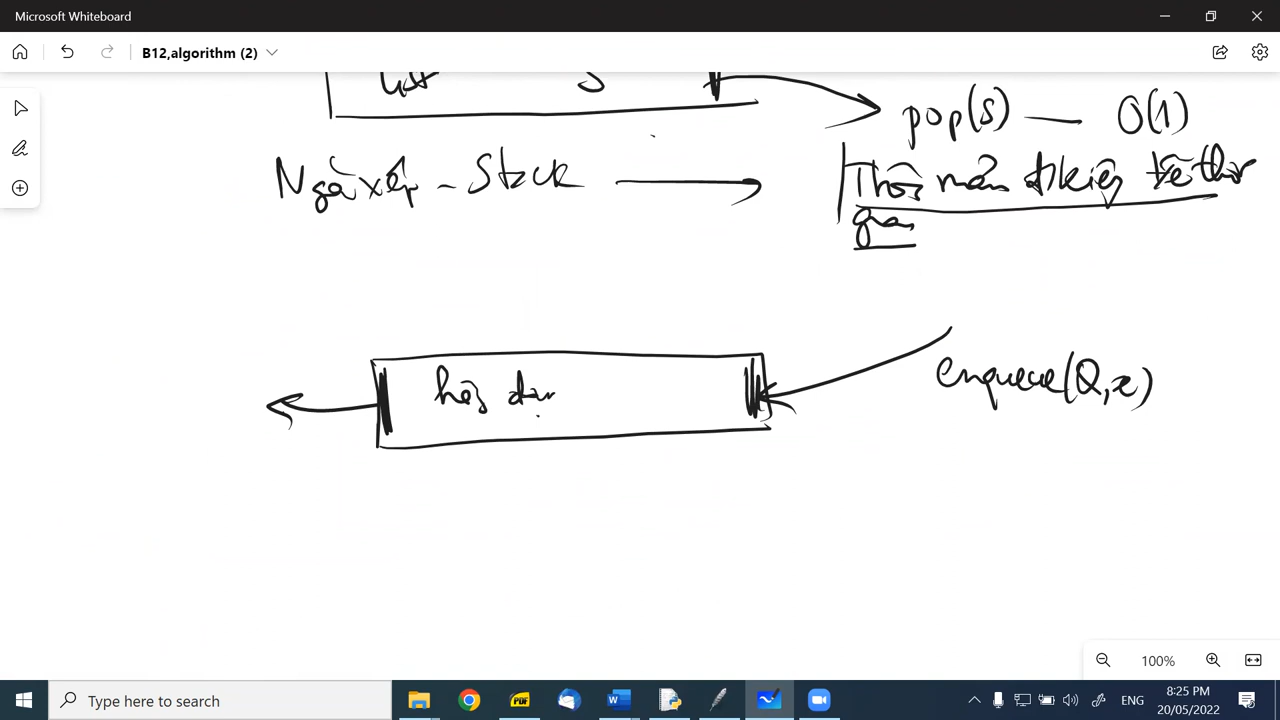 Microsoft Whiteboard
B12,algorithm (2)
pop(S) — O(1)
Ngăn xếp - Stack
Thỏa mãn đ/kiện về thời
gian
enqueue(Q,x)
hàng đợi
100%
Type here to search
ENG
8:25 PM
20/05/2022